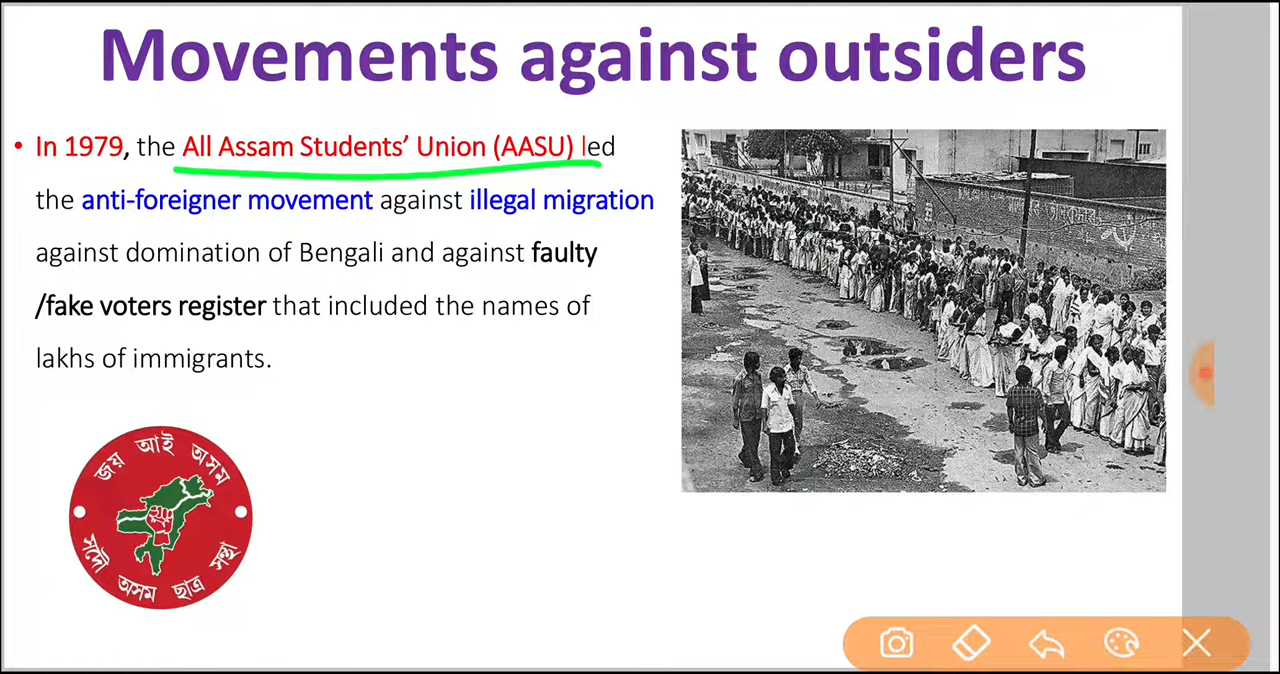 Movements against outsiders
• In 1979, the All Assam Students’ Union (AASU) led
the anti-foreigner movement against illegal migration
against domination of Bengali and against faulty
/fake voters register that included the names of
lakhs of immigrants.
জয় আই অসম
সদৌ অসম ছাত্ৰ সন্থা